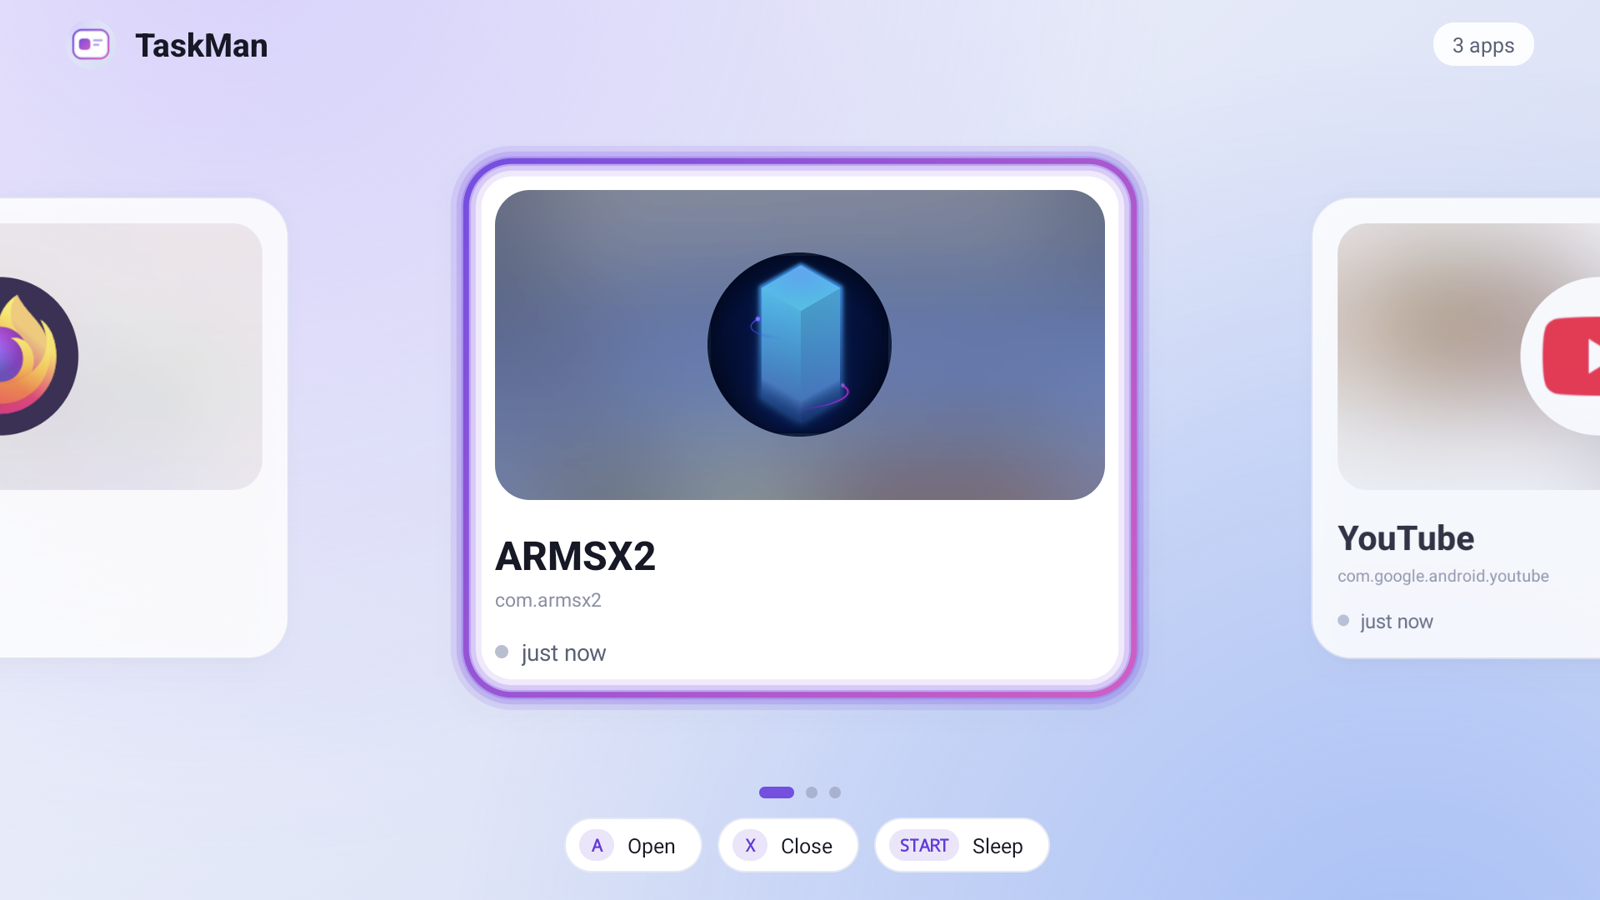 TaskMan
3 apps
ARMSX2
com.armsx2
just now
YouTube
com.google.android.youtube
just now
A Open
X Close
START Sleep